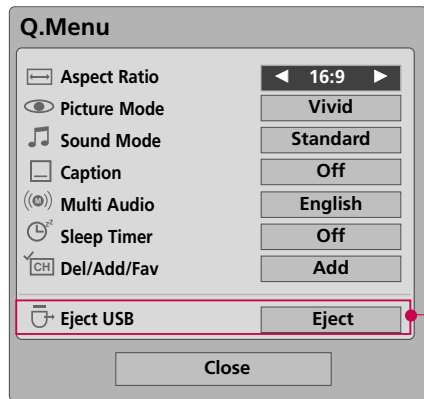 Q.Menu
Aspect Ratio ◀ 16:9 ▶
Picture Mode Vivid
Sound Mode Standard
Caption Off
Multi Audio English
Sleep Timer Off
CH Del/Add/Fav Add
Eject USB Eject
Close